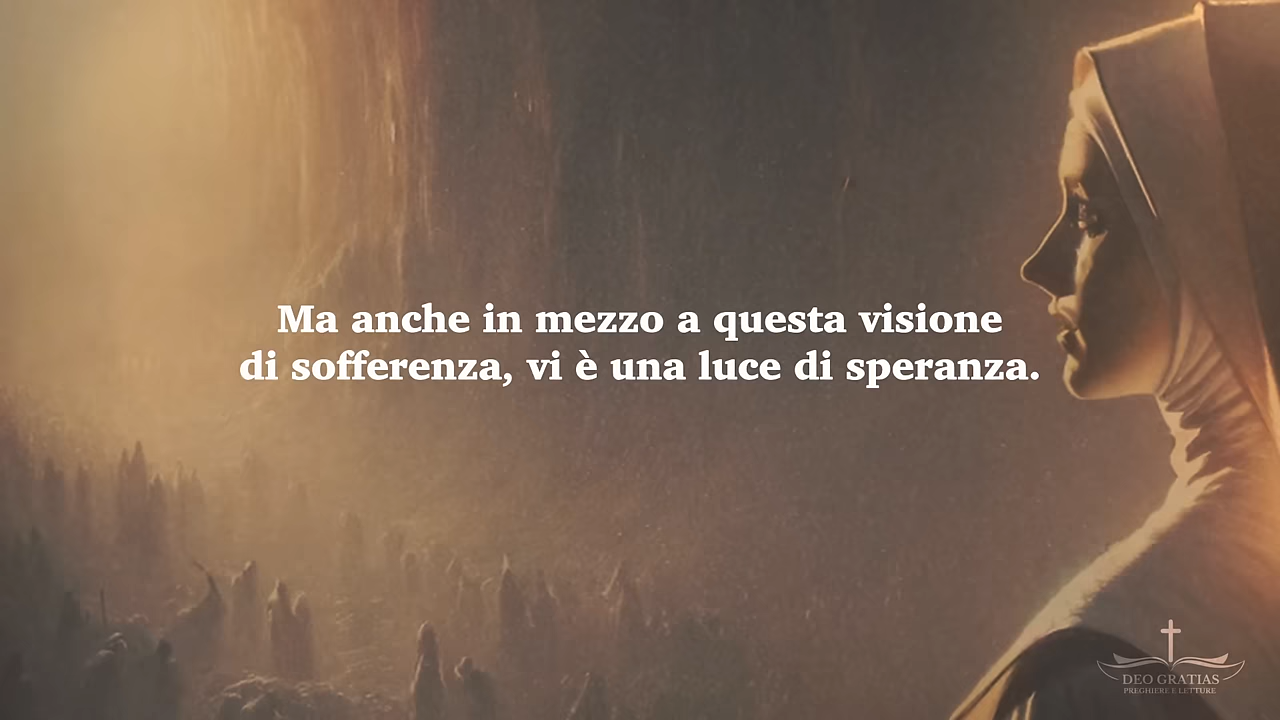 Ma anche in mezzo a questa visione
di sofferenza, vi è una luce di speranza.
DEO GRATIAS
PREGHIERE E LETTURE